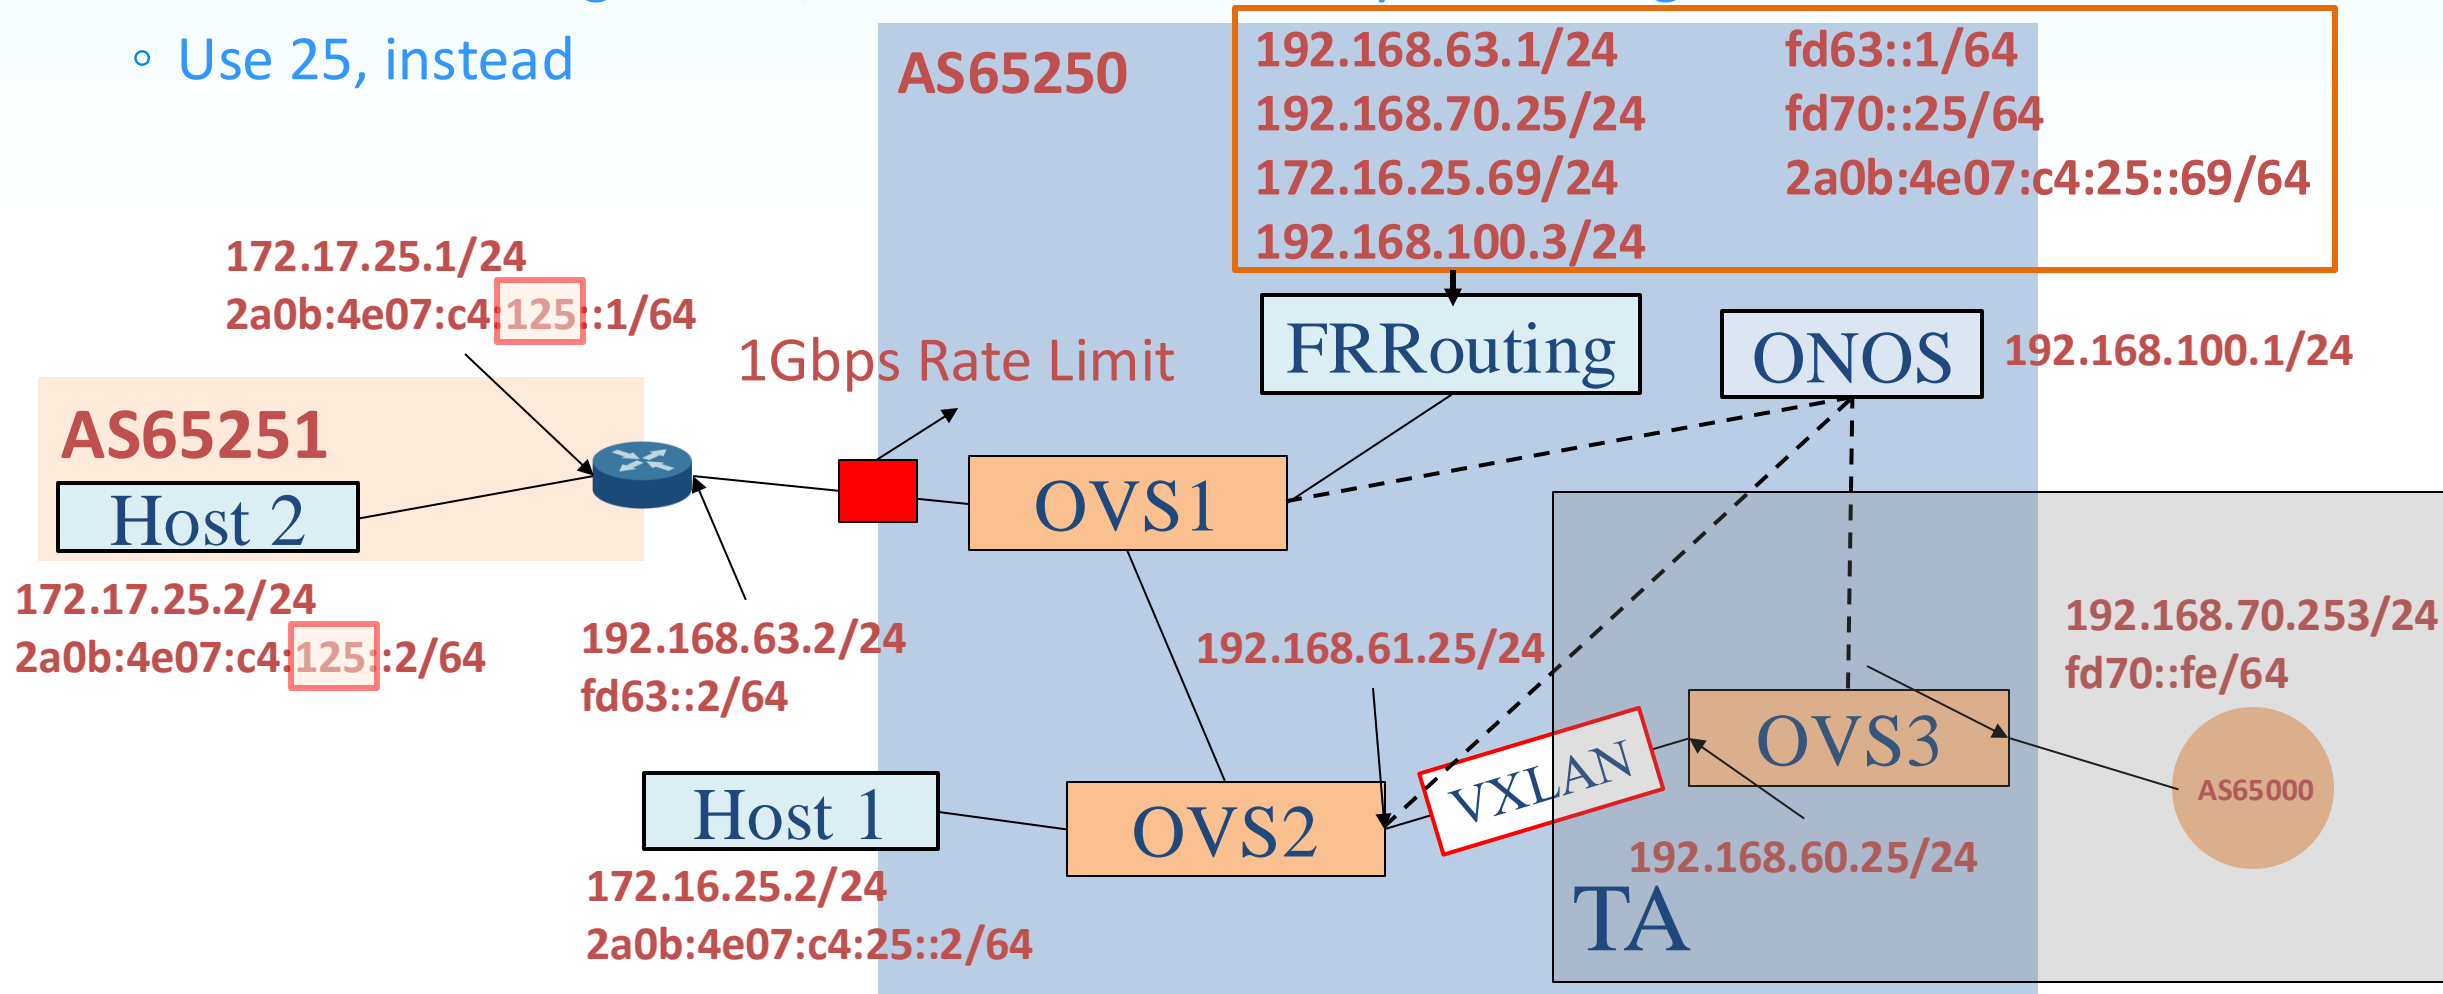 ◦ Use 25, instead
AS65250
192.168.63.1/24 fd63::1/64
192.168.70.25/24 fd70::25/64
172.16.25.69/24 2a0b:4e07:c4:25::69/64
192.168.100.3/24
172.17.25.1/24
2a0b:4e07:c4:125::1/64
1Gbps Rate Limit
FRRouting
ONOS
192.168.100.1/24
AS65251
Host 2
OVS1
172.17.25.2/24
2a0b:4e07:c4:125::2/64
192.168.63.2/24
fd63::2/64
192.168.61.25/24
192.168.70.253/24
fd70::fe/64
VXLAN
OVS3
AS65000
Host 1
OVS2
192.168.60.25/24
172.16.25.2/24
2a0b:4e07:c4:25::2/64
TA